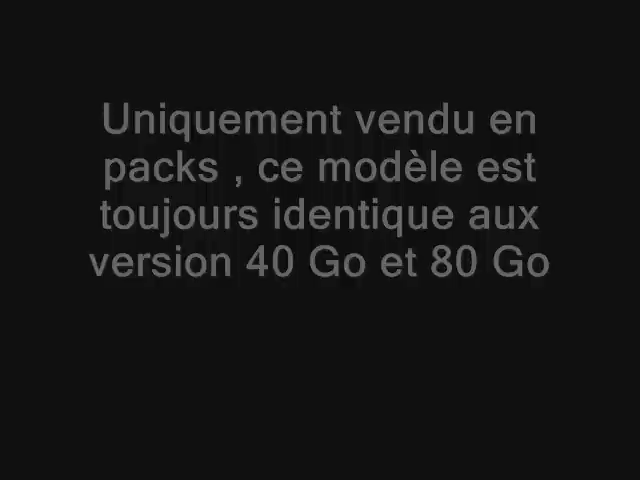 Uniquement vendu en
packs , ce modèle est
toujours identique aux
version 40 Go et 80 Go